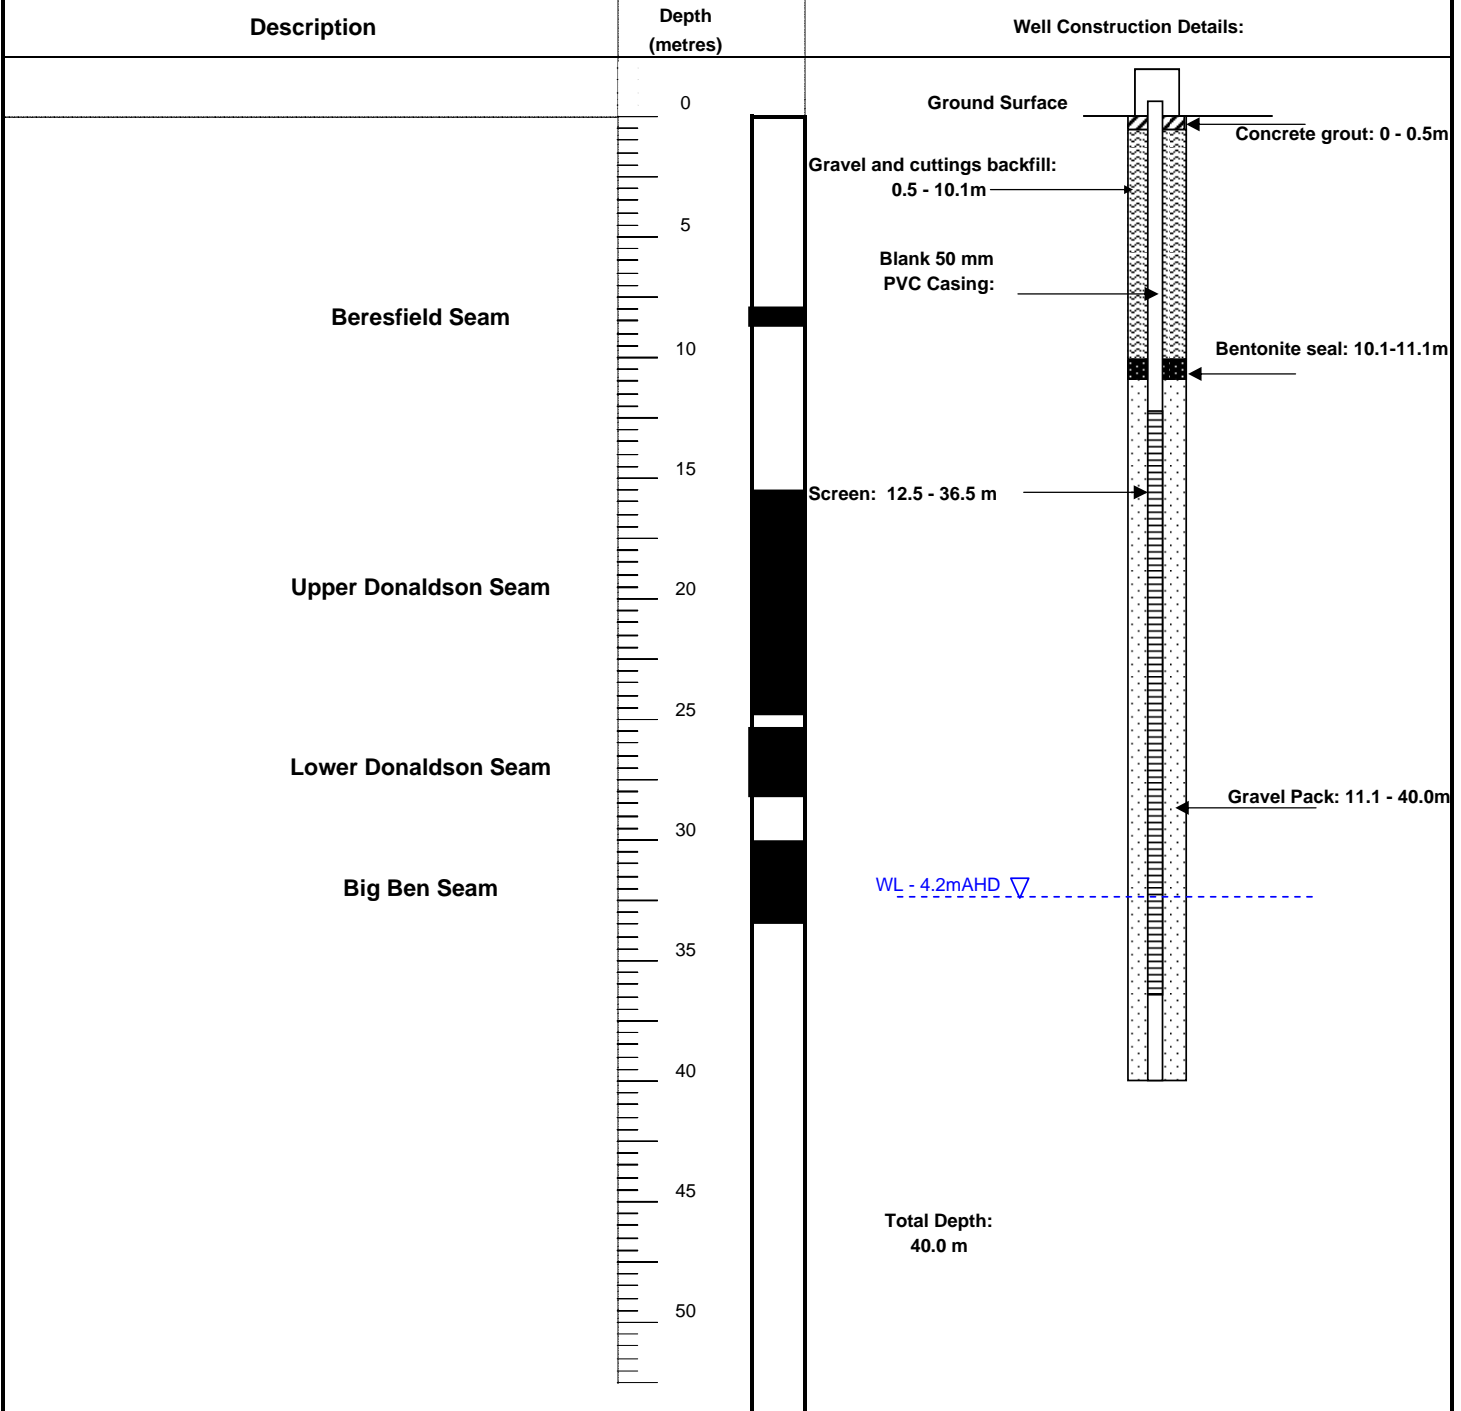 Description
Depth
(metres)
Well Construction Details:
0
Ground Surface
Concrete grout: 0 - 0.5m
Gravel and cuttings backfill:
0.5 - 10.1m
5
Blank 50 mm
PVC Casing:
Beresfield Seam
10
Bentonite seal: 10.1-11.1m
15
Screen: 12.5 - 36.5 m
Upper Donaldson Seam
20
25
Lower Donaldson Seam
Gravel Pack: 11.1 - 40.0m
30
Big Ben Seam
WL - 4.2mAHD
35
40
45
Total Depth:
40.0 m
50